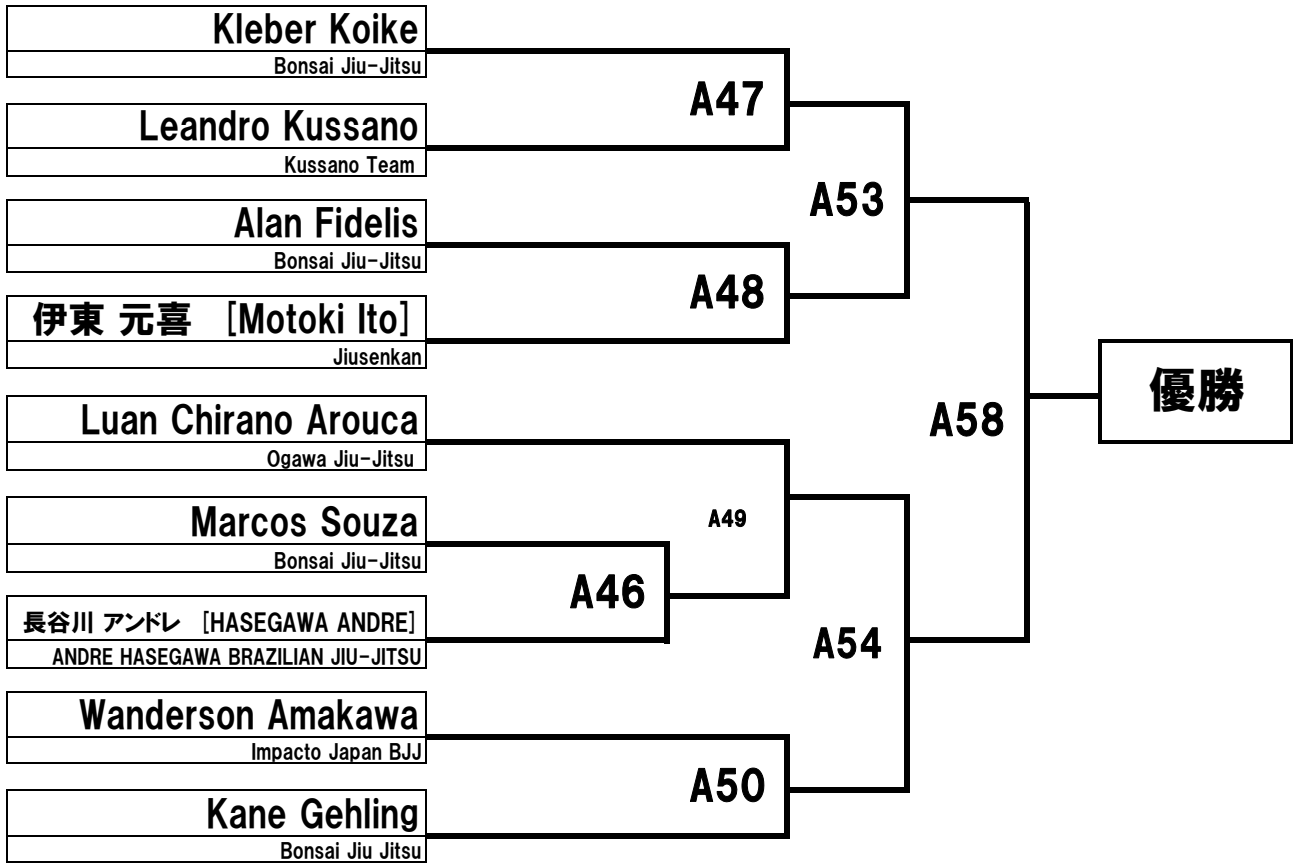 Kleber Koike
Bonsai Jiu-Jitsu
A47
Leandro Kussano
Kussano Team
A53
Alan Fidelis
Bonsai Jiu-Jitsu
A48
伊東 元喜 [Motoki Ito]
Jiusenkan
優勝
Luan Chirano Arouca
A58
Ogawa Jiu-Jitsu
Marcos Souza
A49
Bonsai Jiu-Jitsu
A46
長谷川 アンドレ [HASEGAWA ANDRE]
A54
ANDRE HASEGAWA BRAZILIAN JIU-JITSU
Wanderson Amakawa
Impacto Japan BJJ
A50
Kane Gehling
Bonsai Jiu Jitsu